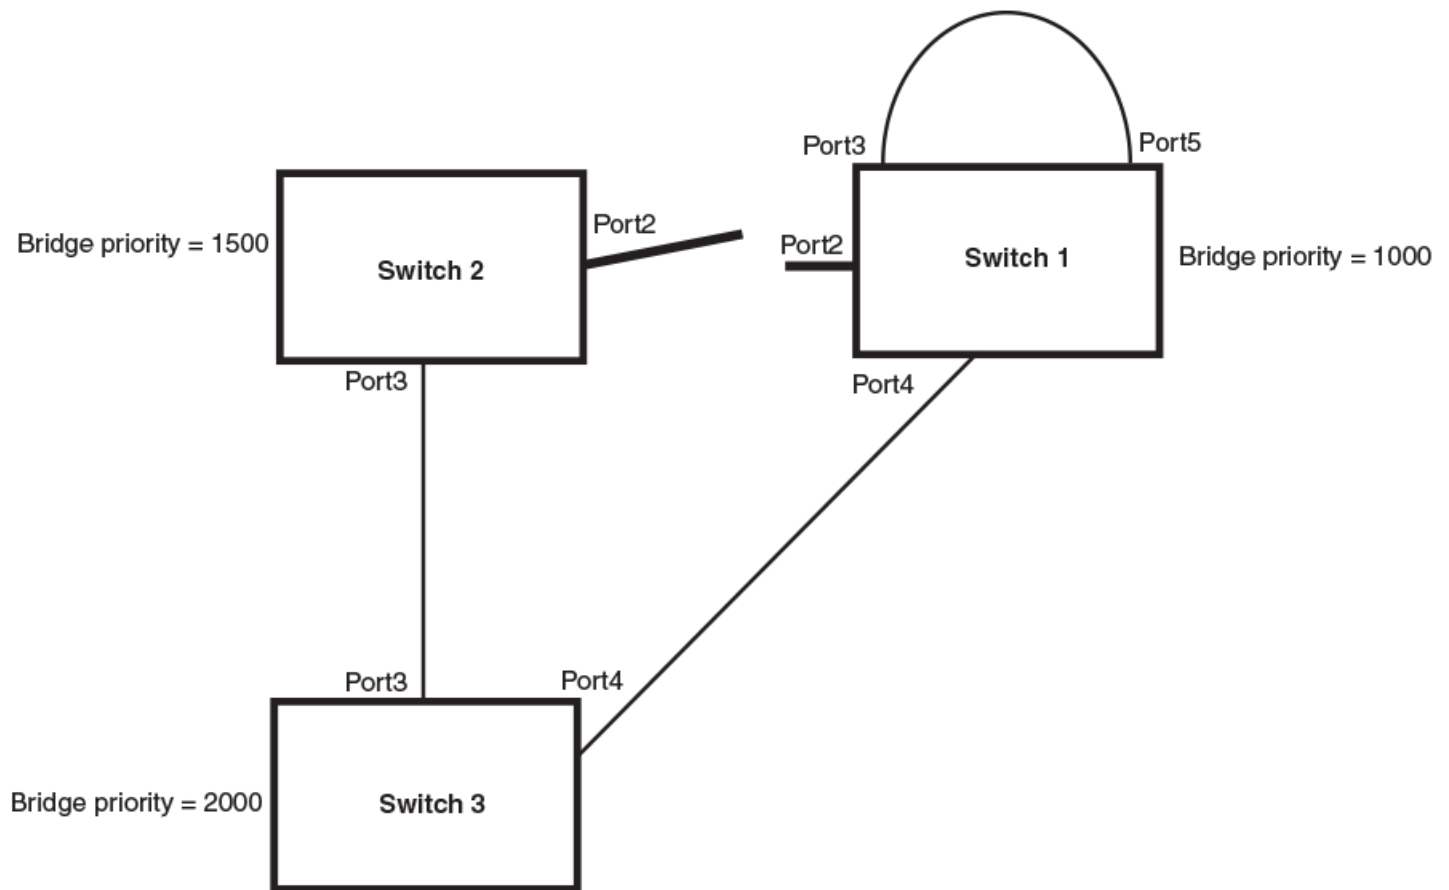 Port3
Port5
Port2
Bridge priority = 1500
Switch 2
Port2
Switch 1
Bridge priority = 1000
Port3
Port4
Port3
Port4
Bridge priority = 2000
Switch 3